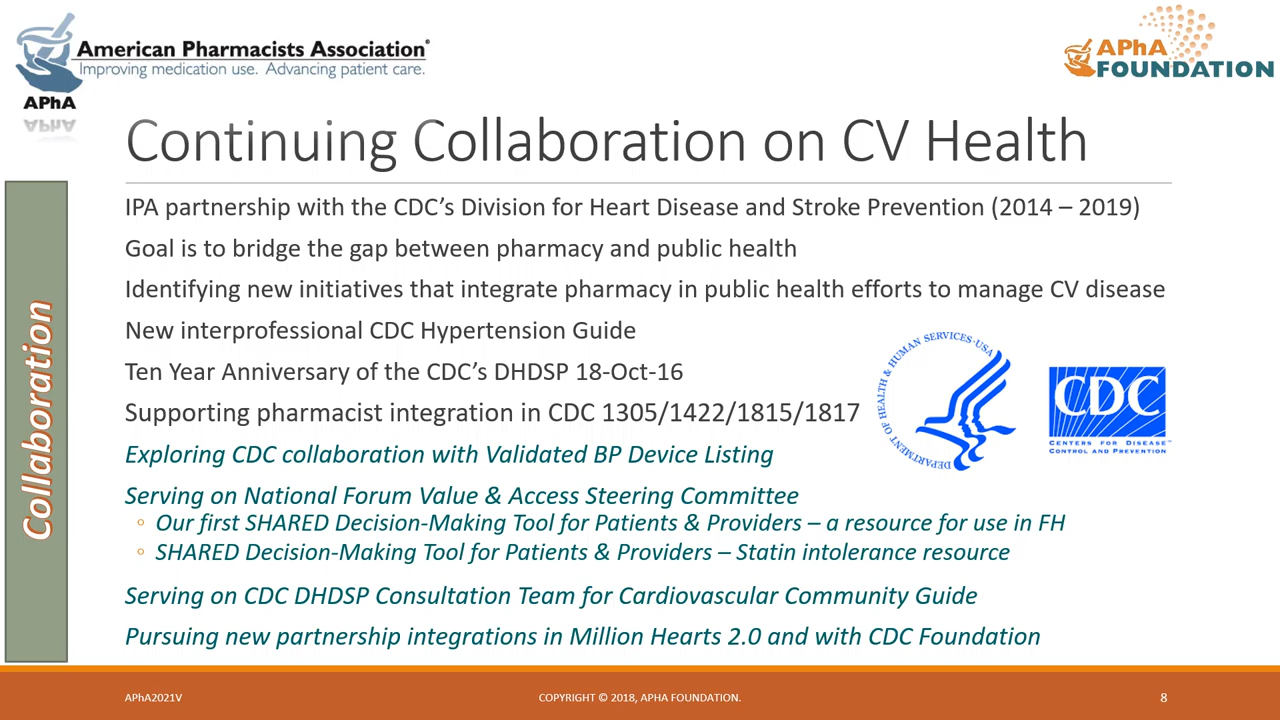 American Pharmacists Association®
Improving medication use. Advancing patient care.
APhA
APhA
FOUNDATION
Continuing Collaboration on CV Health
Collaboration
IPA partnership with the CDC’s Division for Heart Disease and Stroke Prevention (2014 – 2019)
Goal is to bridge the gap between pharmacy and public health
Identifying new initiatives that integrate pharmacy in public health efforts to manage CV disease
New interprofessional CDC Hypertension Guide
Ten Year Anniversary of the CDC’s DHDSP 18-Oct-16
Supporting pharmacist integration in CDC 1305/1422/1815/1817
DEPARTMENT OF HEALTH & HUMAN SERVICES·USA
CDC
CENTERS FOR DISEASE™
CONTROL AND PREVENTION
Exploring CDC collaboration with Validated BP Device Listing
Serving on National Forum Value & Access Steering Committee
◦ Our first SHARED Decision-Making Tool for Patients & Providers – a resource for use in FH
◦ SHARED Decision-Making Tool for Patients & Providers – Statin intolerance resource
Serving on CDC DHDSP Consultation Team for Cardiovascular Community Guide
Pursuing new partnership integrations in Million Hearts 2.0 and with CDC Foundation
APhA2021V
COPYRIGHT © 2018, APHA FOUNDATION.
8